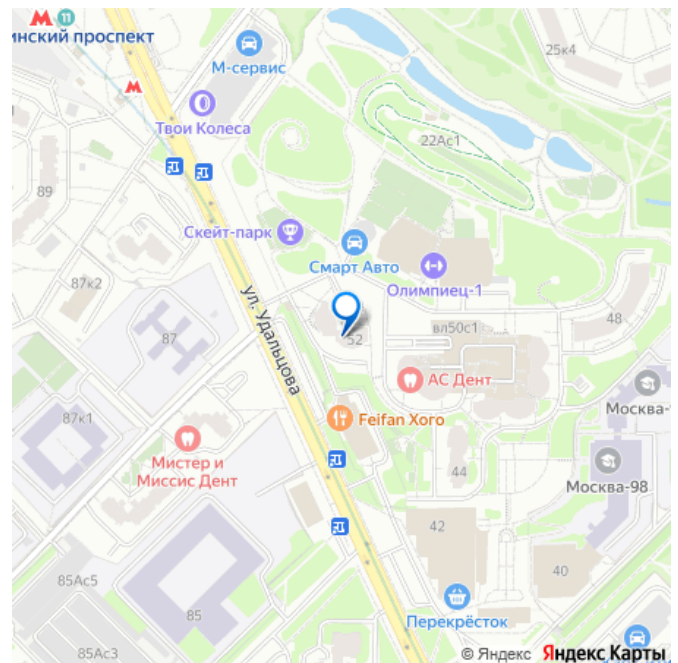 11
М
инский проспект
М
М-сервис
25к4
Твои Колеса
22Ас1
89
Скейт-парк
Смарт Авто
Олимпиец-1
87к2
ул. Удальцова
48
87
52
вл50с1
АС Дент
87к1
Москва-
Feifan Хого
Мистер и
Миссис Дент
44
Москва-98
42
85Ас5
40
85
Перекрёсток
85Ас3
© Яндекс Яндекс Карты